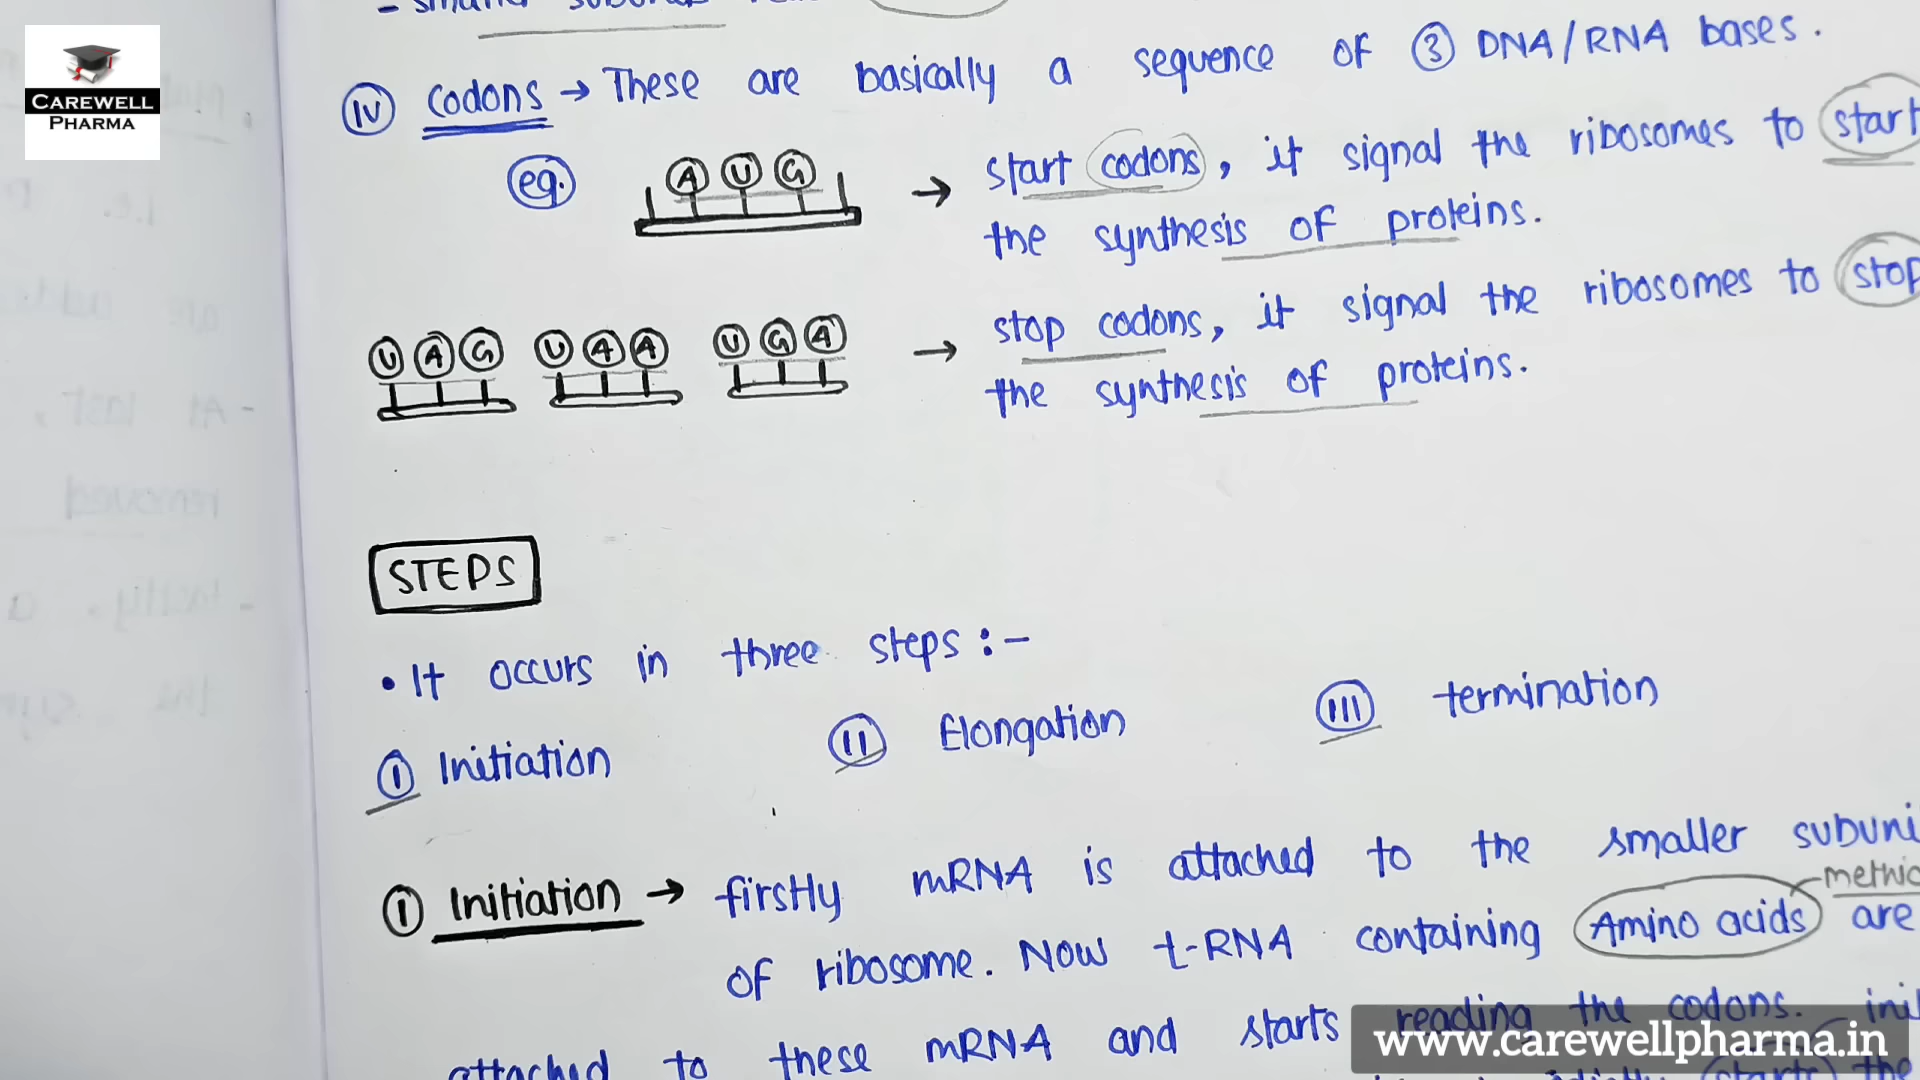 CAREWELL
PHARMA
- smaller
IV codons → These are basically a sequence of 3 DNA/RNA bases.
eg. A U G → start codons, it signal the ribosomes to start
the synthesis of proteins.
U A G U A A U G A → stop codons, it signal the ribosomes to stop
the synthesis of proteins.
STEPS
• It occurs in three steps :-
I Initiation II Elongation III termination
methio
I Initiation → firstly mRNA is attached to the smaller subuni
of ribosome. Now t-RNA containing Amino acids are
attached to these mRNA and starts reading the codons. ini
starts the
www.carewellpharma.in